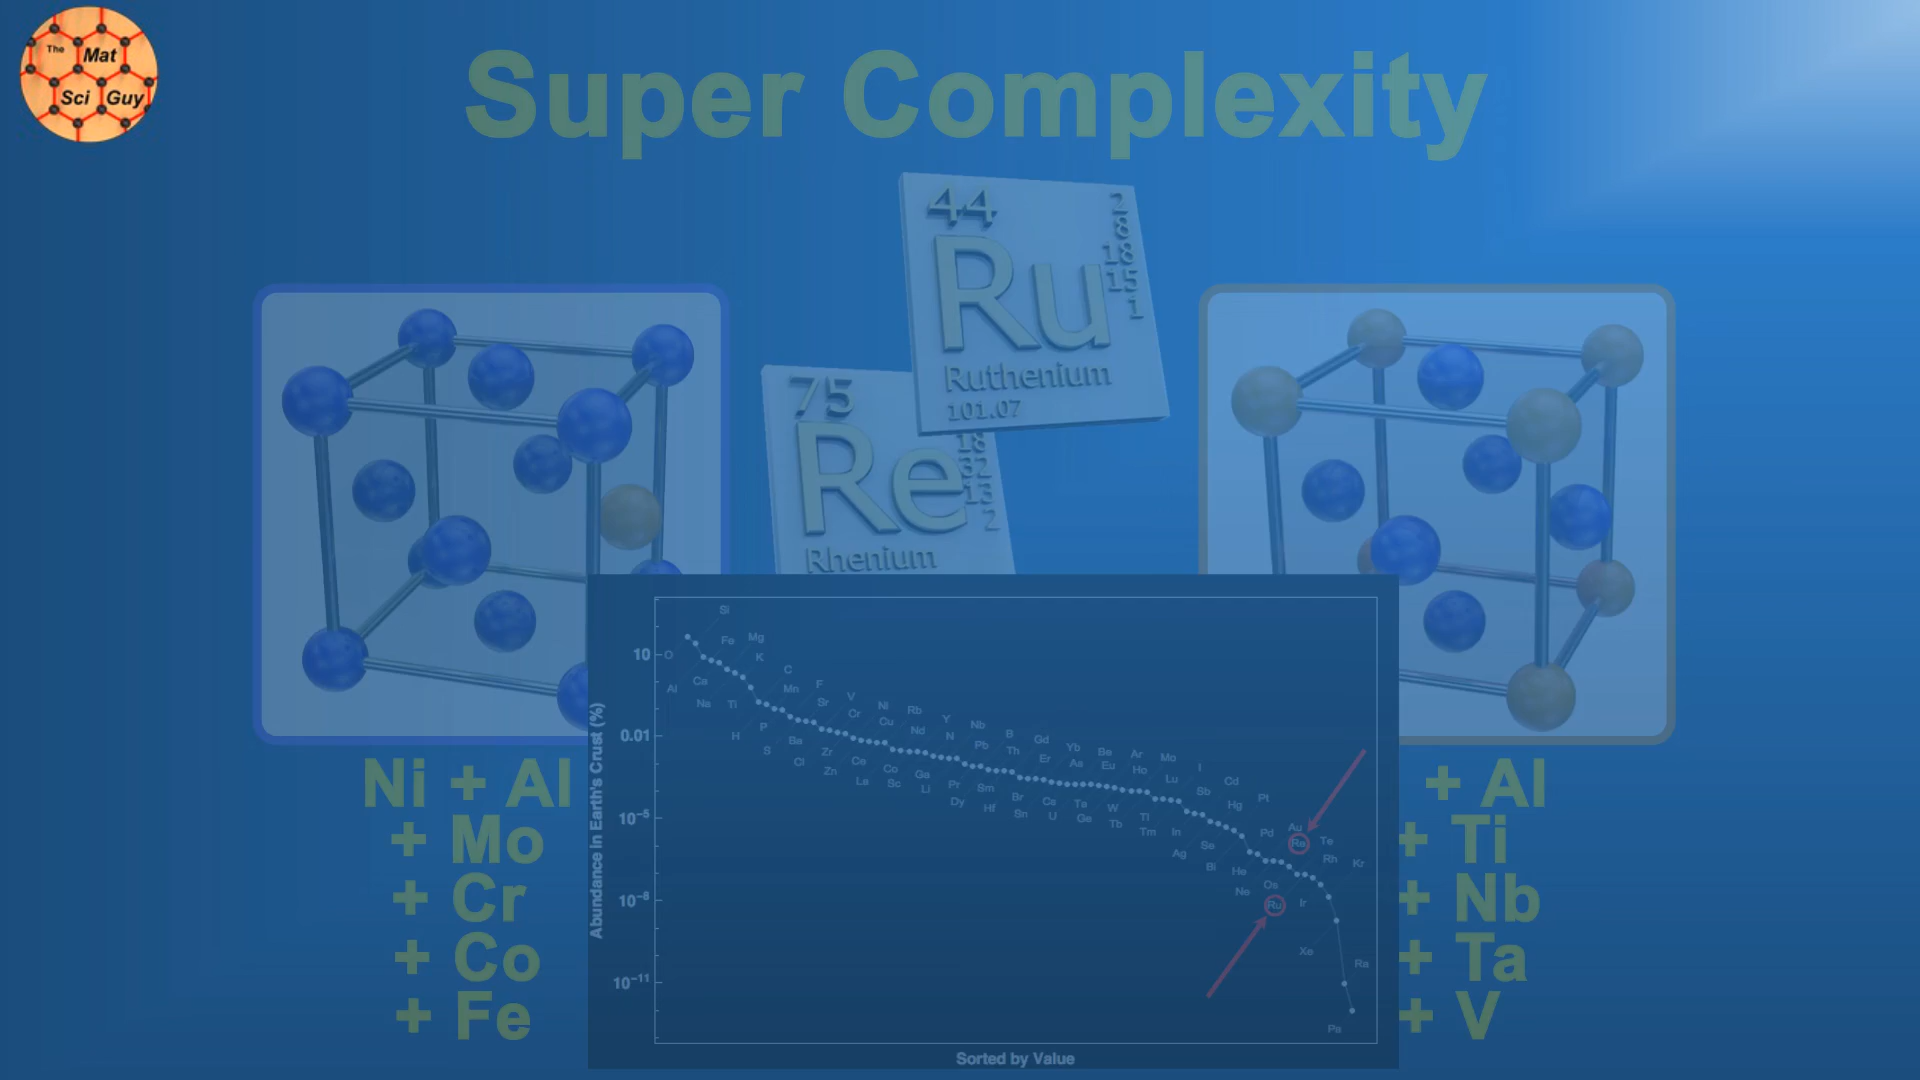 The
Mat
Sci Guy
Super Complexity
44
Ru
Ruthenium
101.07
2
8
18
15
1
75
Re
Rhenium
18
32
13
2
Ni + Al
+ Mo
+ Cr
+ Co
+ Fe
+ Al
+ Ti
+ Nb
+ Ta
+ V
Abundance in Earth's Crust (%)
10
0.01
10⁻⁵
10⁻⁸
10⁻¹¹
Sorted by Value
O
Si
Al
Fe
Ca
Na
Mg
K
Ti
H
P
C
Mn
S
Ba
F
Sr
Cl
Zr
V
Cr
Zn
Ni
Cu
Ce
La
Rb
Nd
Co
Sc
Y
N
Ga
Li
Nb
Pb
Pr
Dy
B
Th
Sm
Hf
Gd
Er
Br
Sn
Yb
As
Cs
U
Be
Eu
Ta
Ge
Ar
Ho
W
Tb
Mo
Lu
Tl
Tm
I
Sb
In
Ag
Cd
Hg
Se
Bi
Pt
Pd
He
Ne
Au
Re
Os
Ru
Te
Rh
Ir
Xe
Kr
Ra
Pa